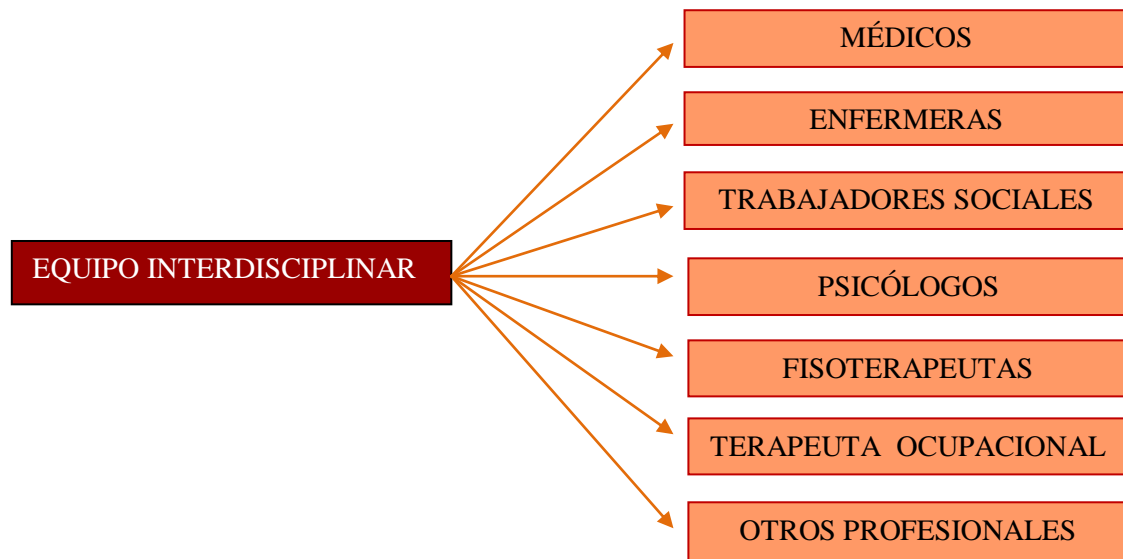 EQUIPO INTERDISCIPLINAR
MÉDICOS
ENFERMERAS
TRABAJADORES SOCIALES
PSICÓLOGOS
FISOTERAPEUTAS
TERAPEUTA OCUPACIONAL
OTROS PROFESIONALES